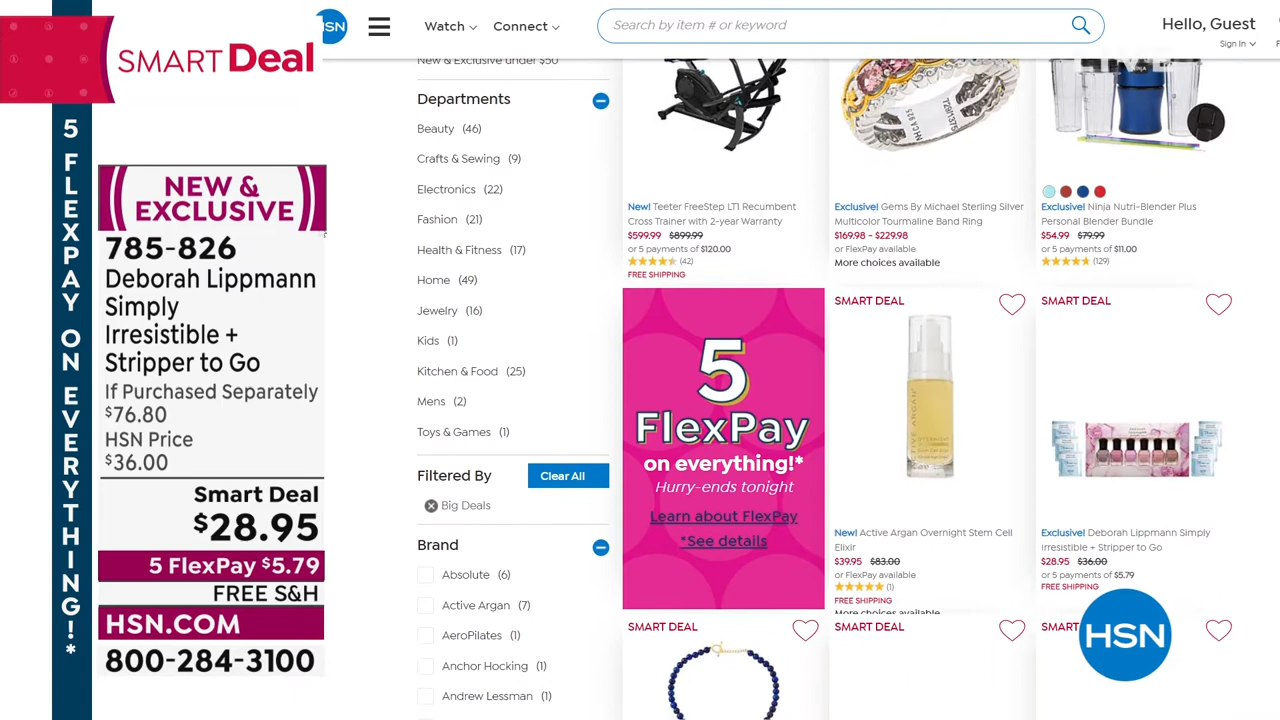 SMART Deal
5 FLEXPAY ON EVERYTHING!*
NEW &
EXCLUSIVE
785-826
Deborah Lippmann
Simply
Irresistible +
Stripper to Go
If Purchased Separately
$76.80
HSN Price
$36.00
Smart Deal
$28.95
5 FlexPay $5.79
FREE S&H
HSN.COM
800-284-3100
HSN
Watch
Connect
Search by item # or keyword
Hello, Guest
Sign In
LIVE
New & Exclusive under $50
Departments
Beauty (46)
Crafts & Sewing (9)
Electronics (22)
Fashion (21)
Health & Fitness (17)
Home (49)
Jewelry (16)
Kids (1)
Kitchen & Food (25)
Mens (2)
Toys & Games (1)
Filtered By
Clear All
Big Deals
Brand
Absolute (6)
Active Argan (7)
AeroPilates (1)
Anchor Hocking (1)
Andrew Lessman (1)
New! Teeter FreeStep LT1 Recumbent
Cross Trainer with 2-year Warranty
$599.99 $899.99
or 5 payments of $120.00
(42)
FREE SHIPPING
Exclusive! Gems By Michael Sterling Silver
Multicolor Tourmaline Band Ring
$169.98 - $229.98
or FlexPay available
More choices available
NINJA
Exclusive! Ninja Nutri-Blender Plus
Personal Blender Bundle
$54.99 $79.99
or 5 payments of $11.00
(129)
5
FlexPay
on everything!*
Hurry-ends tonight
Learn about FlexPay
*See details
SMART DEAL
ACTIVE ARGAN
New! Active Argan Overnight Stem Cell
Elixir
$39.95 $83.00
or FlexPay available
(1)
FREE SHIPPING
More choices available
SMART DEAL
Exclusive! Deborah Lippmann Simply
Irresistible + Stripper to Go
$28.95 $36.00
or 5 payments of $5.79
FREE SHIPPING
SMART DEAL
SMART DEAL
SMART
HSN